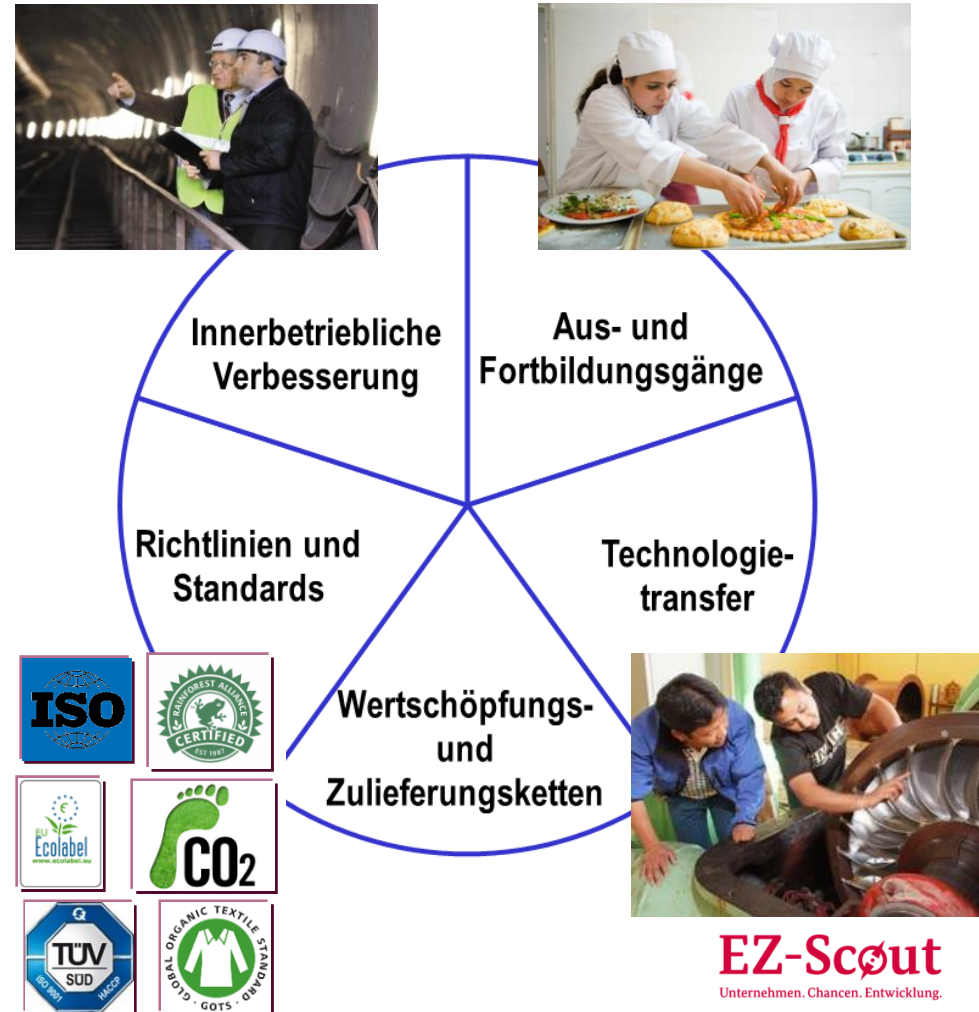 Innerbetriebliche
Verbesserung
Aus- und
Fortbildungsgänge
Richtlinien und
Standards
Technologie-
transfer
Wertschöpfungs-
und
Zulieferungsketten
ISO
RAINFOREST ALLIANCE
CERTIFIED
EST 1987
EU
Ecolabel
www.ecolabel.eu
CO2
TÜV
SÜD
ISO 9001
HACCP
GLOBAL ORGANIC TEXTILE STANDARD
· GOTS ·
EZ-Scøut
Unternehmen. Chancen. Entwicklung.